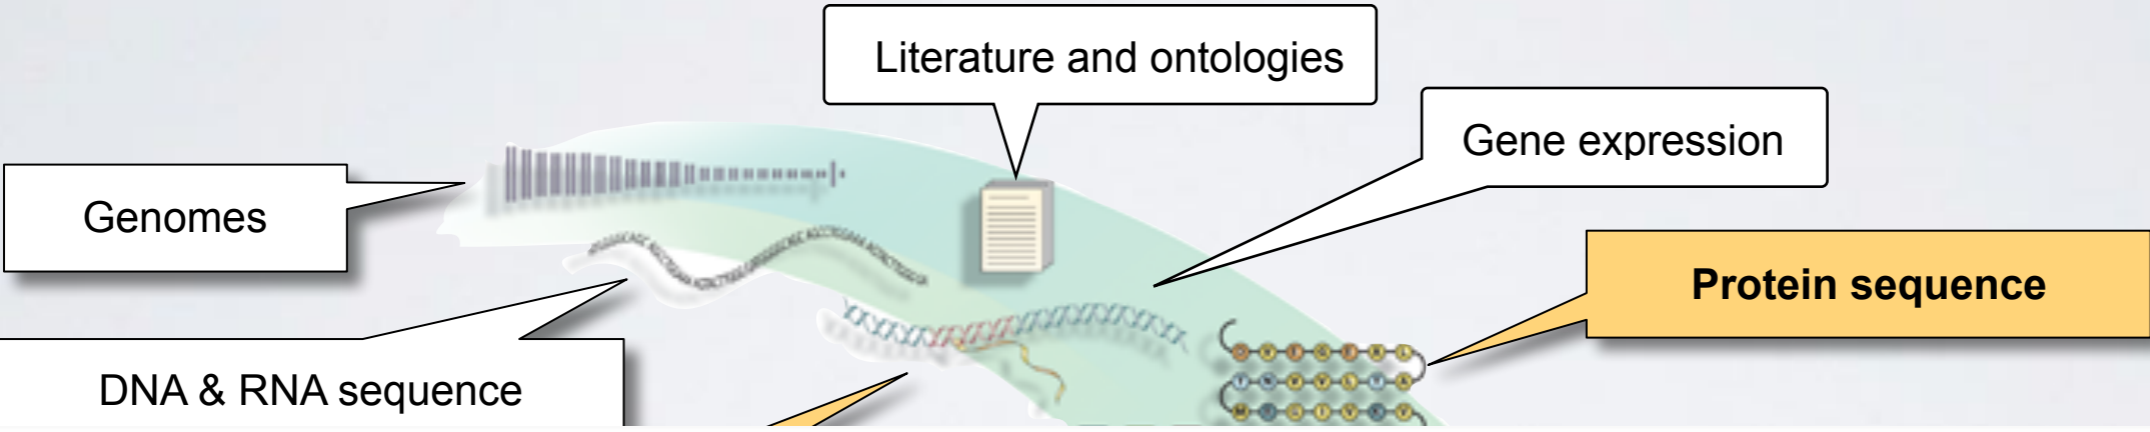 Literature and ontologies
Gene expression
Genomes
Protein sequence
DNA & RNA sequence